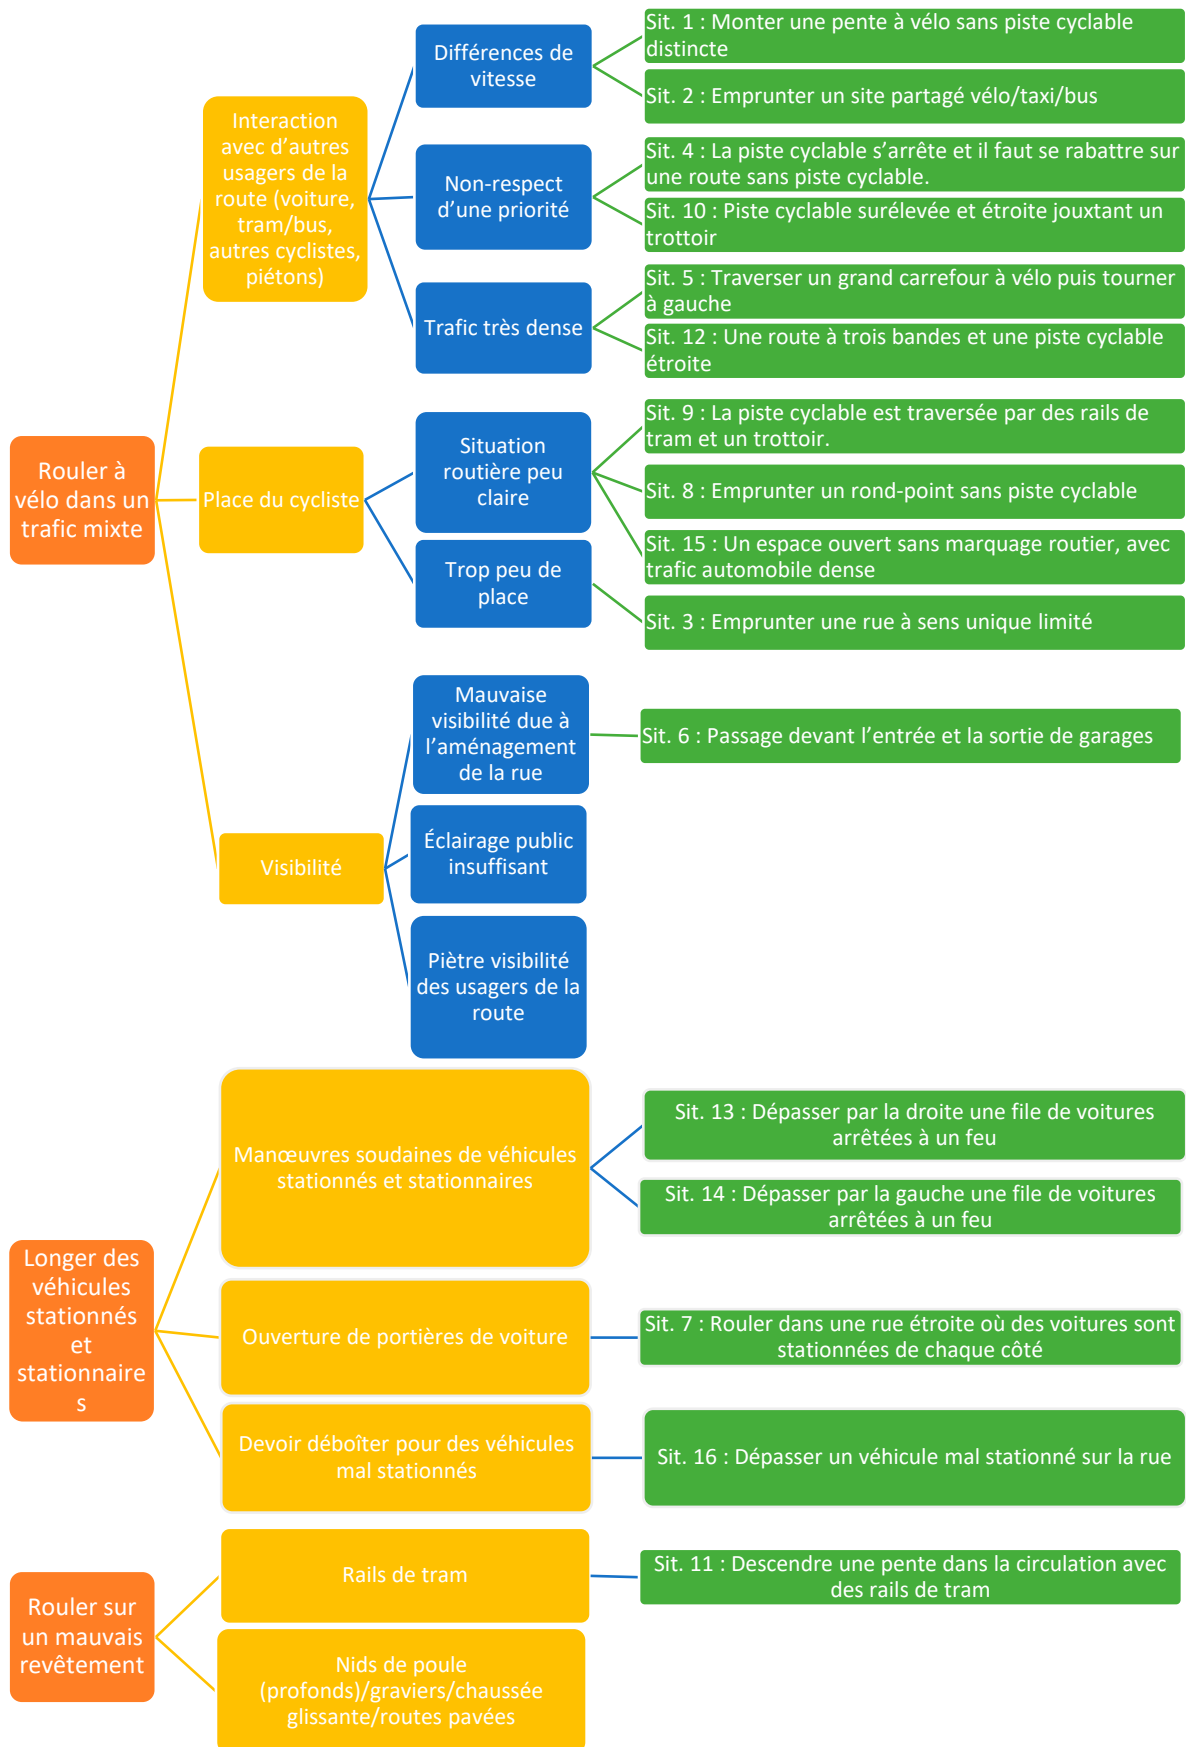 Rouler à
vélo dans un
trafic mixte
Interaction
avec d’autres
usagers de la
route (voiture,
tram/bus,
autres cyclistes,
piétons)
Différences de
vitesse
Sit. 1 : Monter une pente à vélo sans piste cyclable
distincte
Sit. 2 : Emprunter un site partagé vélo/taxi/bus
Non-respect
d’une priorité
Sit. 4 : La piste cyclable s’arrête et il faut se rabattre sur
une route sans piste cyclable.
Sit. 10 : Piste cyclable surélevée et étroite jouxtant un
trottoir
Trafic très dense
Sit. 5 : Traverser un grand carrefour à vélo puis tourner
à gauche
Sit. 12 : Une route à trois bandes et une piste cyclable
étroite
Place du cycliste
Situation
routière peu
claire
Sit. 9 : La piste cyclable est traversée par des rails de
tram et un trottoir.
Sit. 8 : Emprunter un rond-point sans piste cyclable
Sit. 15 : Un espace ouvert sans marquage routier, avec
trafic automobile dense
Trop peu de
place
Sit. 3 : Emprunter une rue à sens unique limité
Visibilité
Mauvaise
visibilité due à
l’aménagement
de la rue
Sit. 6 : Passage devant l’entrée et la sortie de garages
Éclairage public
insuffisant
Piètre visibilité
des usagers de la
route
Longer des
véhicules
stationnés
et
stationnaire
s
Manœuvres soudaines de véhicules
stationnés et stationnaires
Sit. 13 : Dépasser par la droite une file de voitures
arrêtées à un feu
Sit. 14 : Dépasser par la gauche une file de voitures
arrêtées à un feu
Ouverture de portières de voiture
Sit. 7 : Rouler dans une rue étroite où des voitures sont
stationnées de chaque côté
Devoir déboîter pour des véhicules
mal stationnés
Sit. 16 : Dépasser un véhicule mal stationné sur la rue
Rouler sur
un mauvais
revêtement
Rails de tram
Sit. 11 : Descendre une pente dans la circulation avec
des rails de tram
Nids de poule
(profonds)/graviers/chaussée
glissante/routes pavées